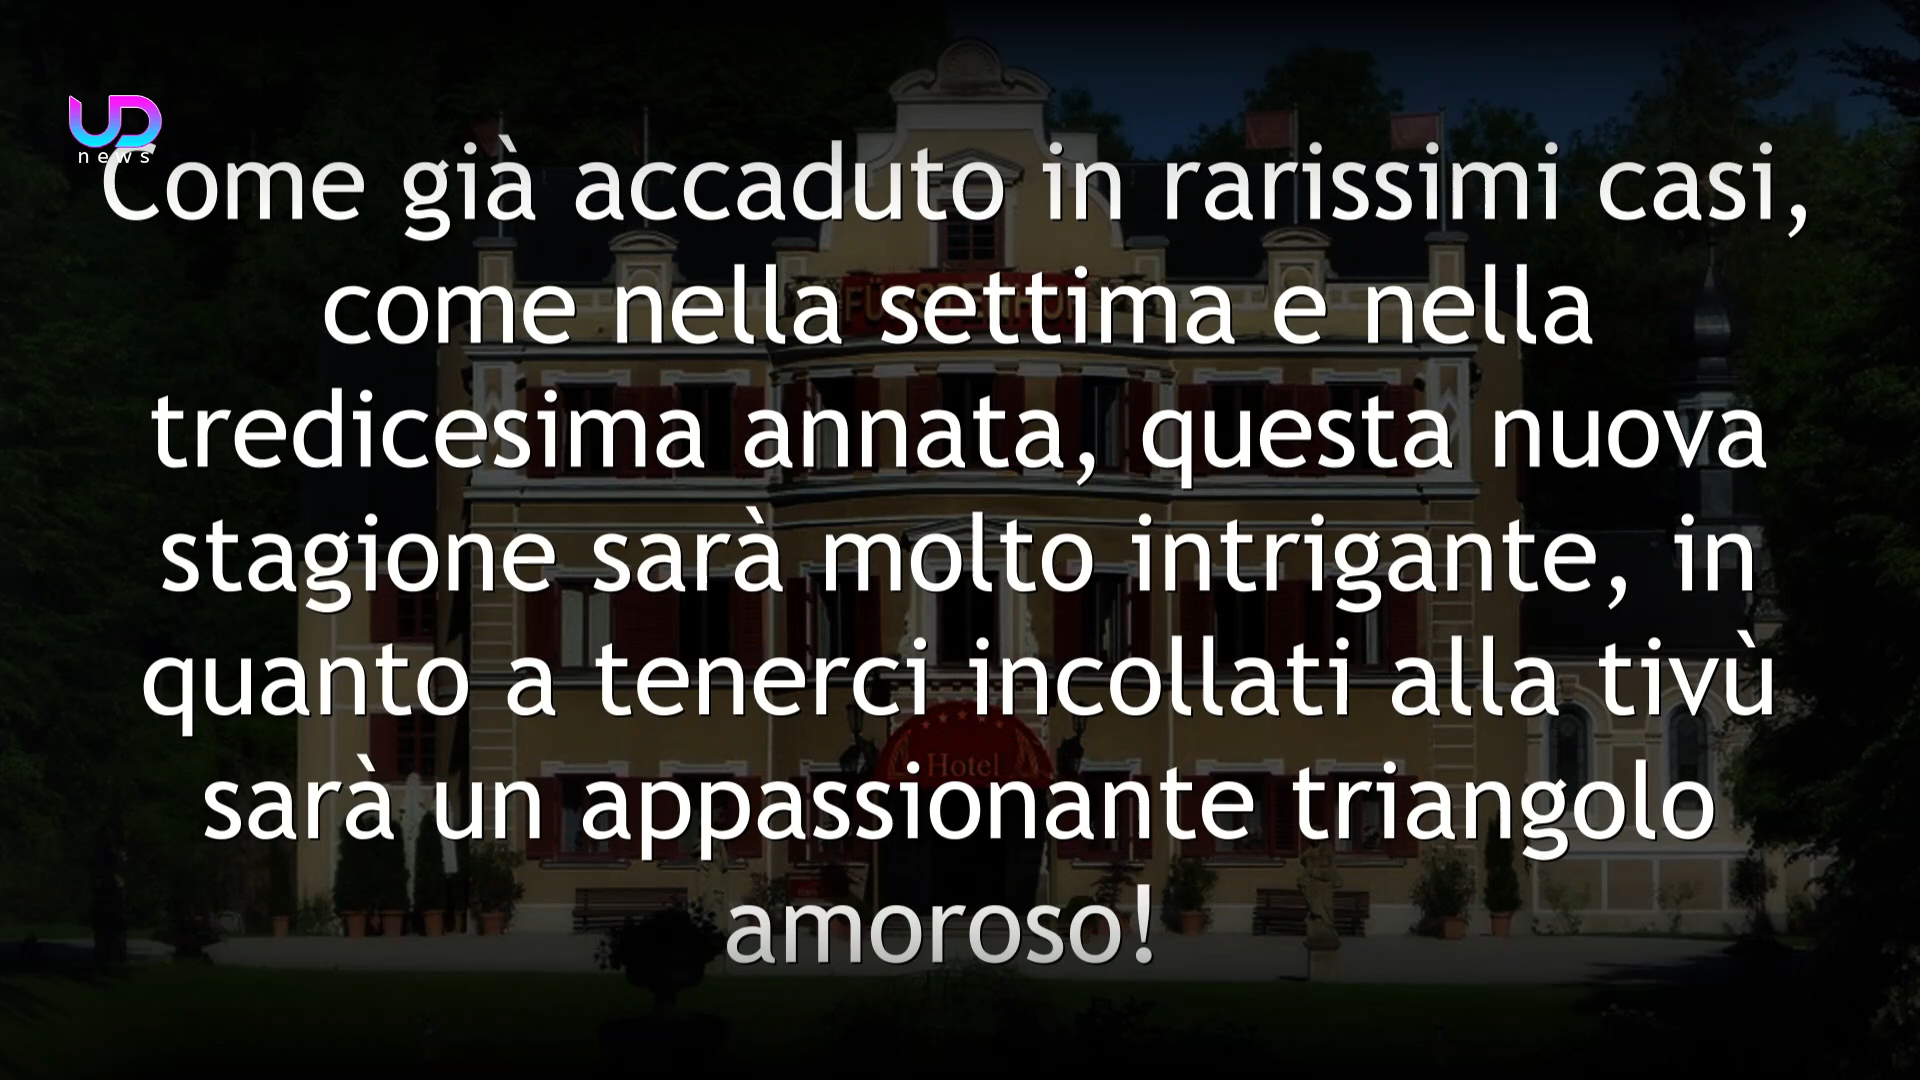 UD
news
Come già accaduto in rarissimi casi,
come nella settima e nella
tredicesima annata, questa nuova
stagione sarà molto intrigante, in
quanto a tenerci incollati alla tivù
sarà un appassionante triangolo
amoroso!
FÜRSTENHOF
Hotel